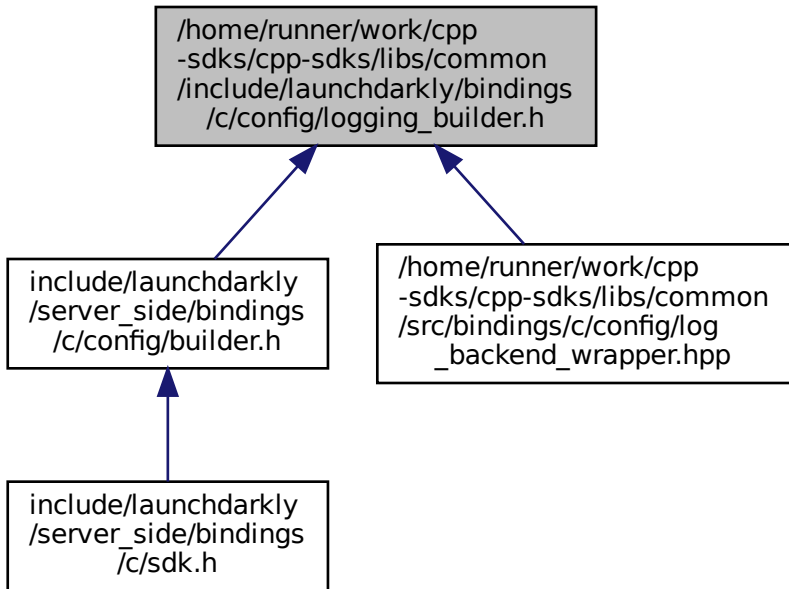 /home/runner/work/cpp
-sdks/cpp-sdks/libs/common
/include/launchdarkly/bindings
/c/config/logging_builder.h
include/launchdarkly
/server_side/bindings
/c/config/builder.h
/home/runner/work/cpp
-sdks/cpp-sdks/libs/common
/src/bindings/c/config/log
_backend_wrapper.hpp
include/launchdarkly
/server_side/bindings
/c/sdk.h